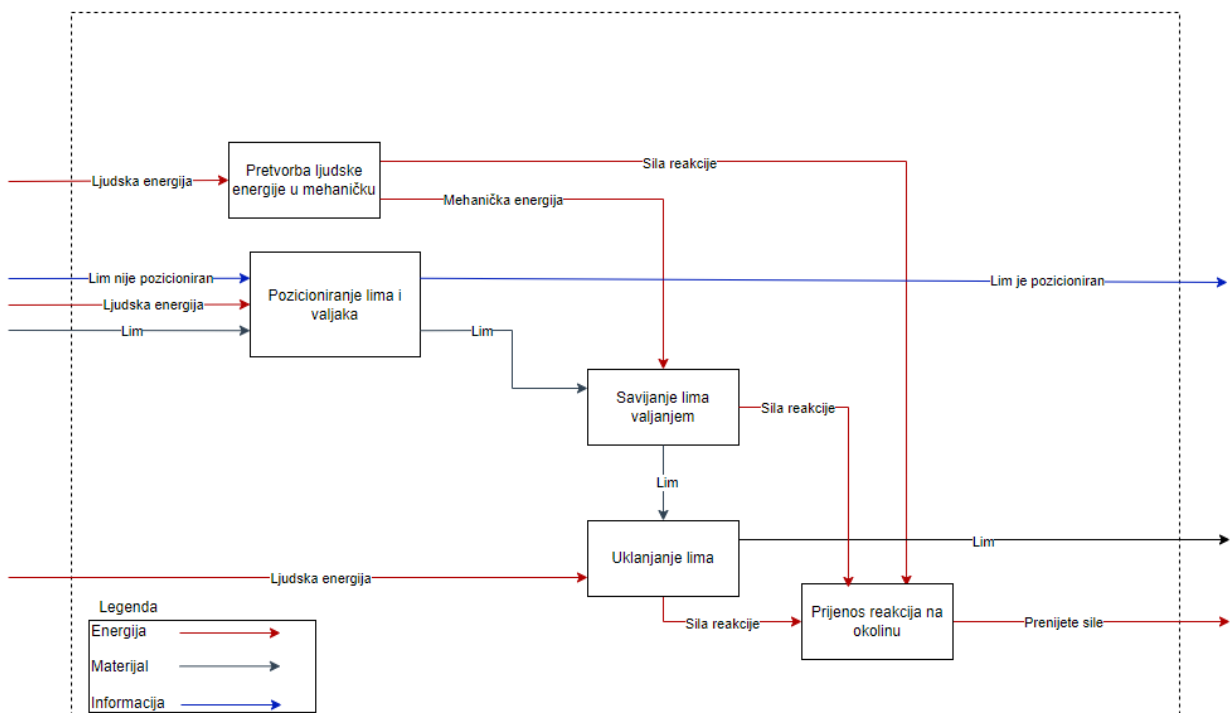 Sila reakcije
Pretvorba ljudske
energije u mehaničku
Ljudska energija
Mehanička energija
Lim nije pozicioniran
Lim je pozicioniran
Pozicioniranje lima i
valjaka
Ljudska energija
Lim
Lim
Savijanje lima
valjanjem
Sila reakcije
Lim
Uklanjanje lima
Lim
Ljudska energija
Prijenos reakcija na
okolinu
Sila reakcije
Prenijete sile
Legenda
Energija
Materijal
Informacija